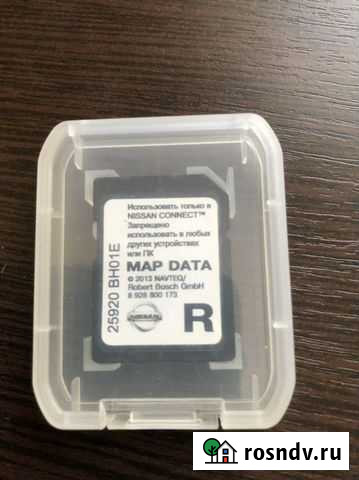 Использовать только в
NISSAN CONNECT™
Запрещено
использовать в любых
других устройствах
или ПК
MAP DATA
© 2013 NAVTEQ/
Robert Bosch GmbH
8 928 800 173
25920 BH01E
NISSAN
R
rosndv.ru